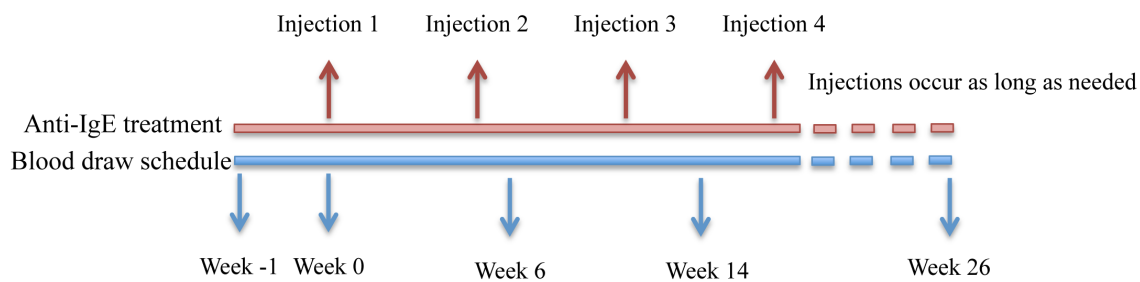 Injection 1
Injection 2
Injection 3
Injection 4
Injections occur as long as needed
Anti-IgE treatment
Blood draw schedule
Week -1
Week 0
Week 6
Week 14
Week 26